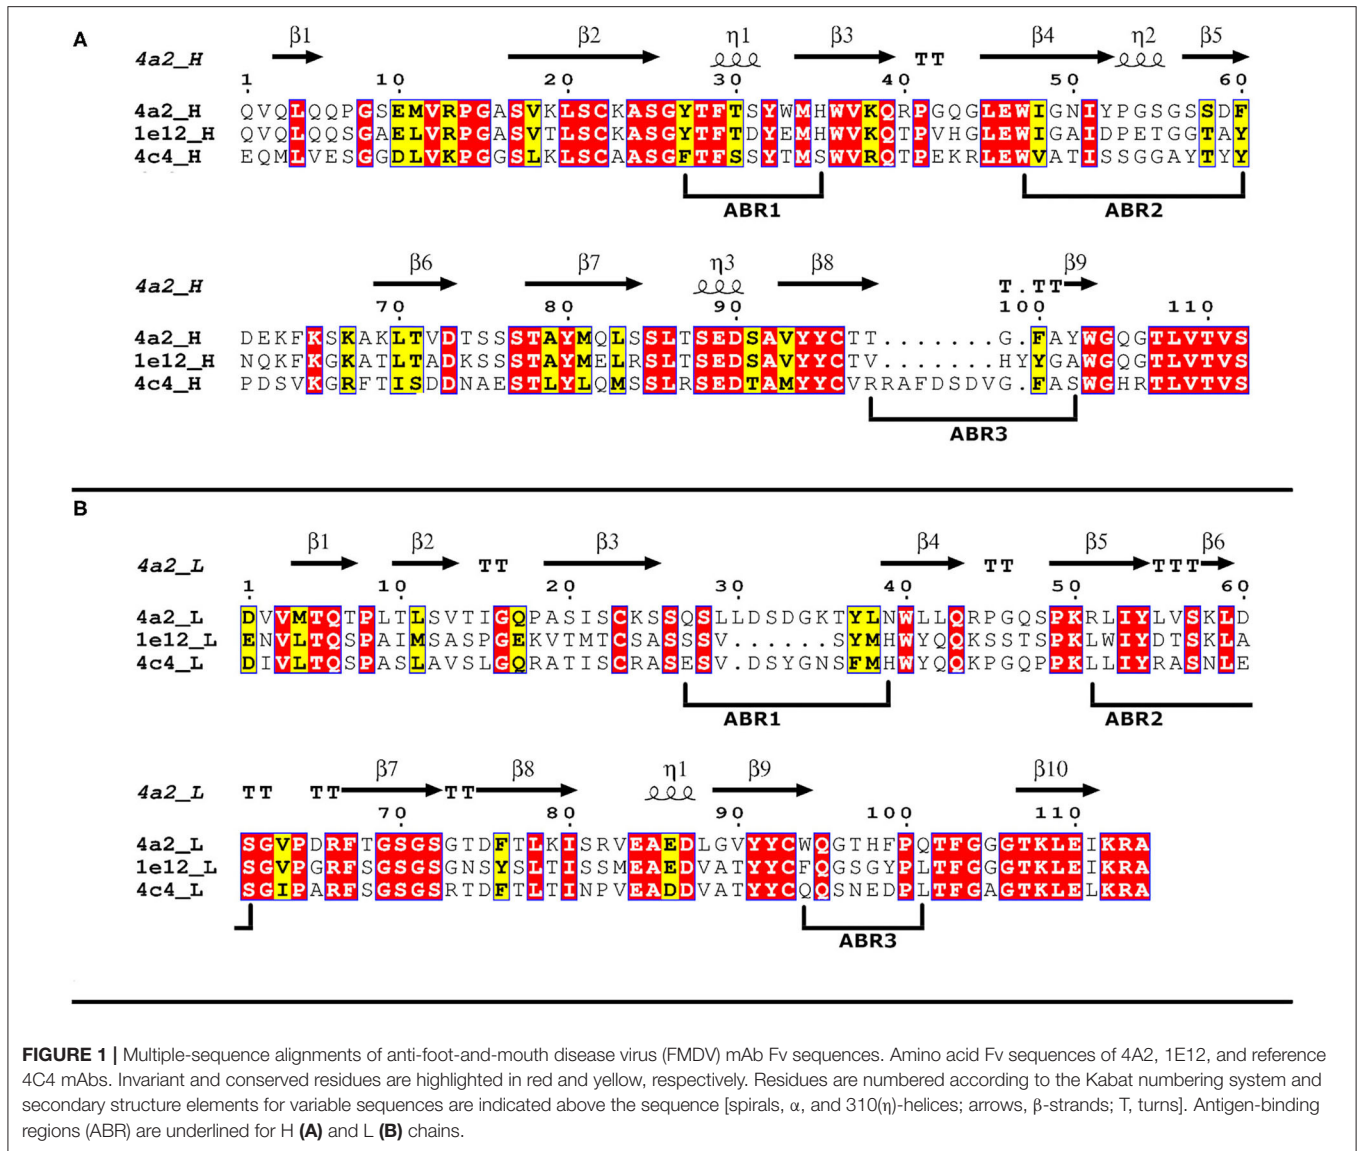 A
β1 β2 η1 β3 β4 η2 β5
4a2_H TT
1 10 20 30 40 50 60
4a2_H QVQLQQPGSEMVRPGASVKLSCKASGYTFTSYWMHWVKQRPGQGLEWIGNIYPGSGSSDF
1e12_H QVQLQQSGAELVRPGASVTLSCKASGYTFTDYEMHWVKQTPVHGLEWIGAIDPETGGTAY
4c4_H EQMLVESGGDLVKPGGSLKLSCAASGFTFSSYTMSWVRQTPEKRLEWVATISSGGAYTYY
ABR1 ABR2
β6 β7 η3 β8 β9
4a2_H T.TT
70 80 90 100 110
4a2_H DEKFKSKAKLTVDTSSSTAYMQLSSLTSEDSAVYYCTT.......G.FAYWGQGTLVTVS
1e12_H NQKFKGKATLTADKSSSTAYMELRSLTSEDSAVYYCTV.......HYYGAWGQGTLVTVS
4c4_H PDSVKGRFTISDDNAESTLYLQMSSLRSEDTAMYYCVRRAFDSDVG.FASWGHRTLVTVS
ABR3
B
β1 β2 β3 β4 β5 β6
4a2_L TT TT TTT
1 10 20 30 40 50 60
4a2_L DVVMTQTPLTLSVTIGQPASISCKSSQSLLDSDGKTYLNWLLQRPGQSPKRLIYLVSKLD
1e12_L ENVLTQSPAIMSASPGEKVTMTCSASSSV......SYMHWYQQKSSTSPKLWIYDTSKLA
4c4_L DIVLTQSPASLAVSLGQRATISCRASESV.DSYGNSFMHWYQQKPGQPPKLLIYRASNLE
ABR1 ABR2
β7 β8 η1 β9 β10
4a2_L TT TT TT
70 80 90 100 110
4a2_L SGVPDRFTGSGSGTDFTLKISRVEAEDLGVYYCWQGTHFPQTFGGGTKLEIKRA
1e12_L SGVPGRFSGSGSGNSYSLTISSMEAEDVATYYCFQGSGYPLTFGGGTKLEIKRA
4c4_L SGIPARFSGSGSRTDFTLTINPVEADDVATYYCQQSNEDPLTFGAGTKLELKRA
ABR3
FIGURE 1 | Multiple-sequence alignments of anti-foot-and-mouth disease virus (FMDV) mAb Fv sequences. Amino acid Fv sequences of 4A2, 1E12, and reference
4C4 mAbs. Invariant and conserved residues are highlighted in red and yellow, respectively. Residues are numbered according to the Kabat numbering system and
secondary structure elements for variable sequences are indicated above the sequence [spirals, α, and 310(η)-helices; arrows, β-strands; T, turns]. Antigen-binding
regions (ABR) are underlined for H (A) and L (B) chains.